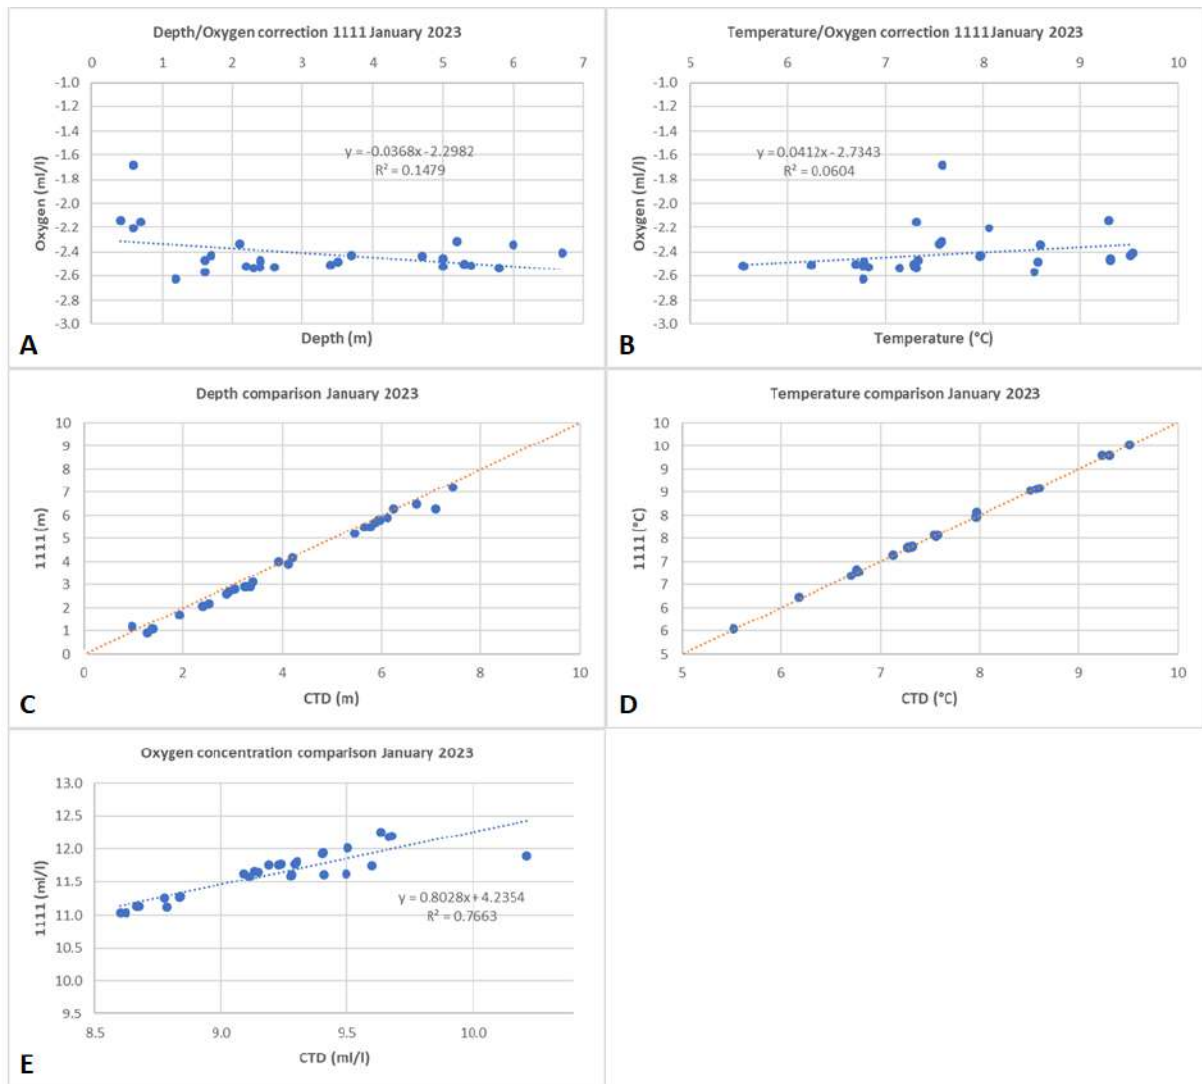 Depth/Oxygen correction 1111 January 2023
0 1 2 3 4 5 6 7
-1.0
-1.2
-1.4
-1.6
-1.8
-2.0
-2.2
-2.4
-2.6
-2.8
-3.0
Oxygen (ml/l)
y = -0.0368x - 2.2982
R² = 0.1479
Depth (m)
A
Temperature/Oxygen correction 1111 January 2023
5 6 7 8 9 10
-1.0
-1.2
-1.4
-1.6
-1.8
-2.0
-2.2
-2.4
-2.6
-2.8
-3.0
Oxygen (ml/l)
y = 0.0412x - 2.7343
R² = 0.0604
Temperature (°C)
B
Depth comparison January 2023
10
9
8
7
6
5
4
3
2
1
0
1111 (m)
0 2 4 6 8 10
CTD (m)
C
Temperature comparison January 2023
10
10
9
9
8
8
7
7
6
6
5
1111 (°C)
5 6 7 8 9 10
CTD (°C)
D
Oxygen concentration comparison January 2023
13.0
12.5
12.0
11.5
11.0
10.5
10.0
9.5
1111 (ml/l)
y = 0.8028x + 4.2354
R² = 0.7663
8.5 9.0 9.5 10.0
CTD (ml/l)
E